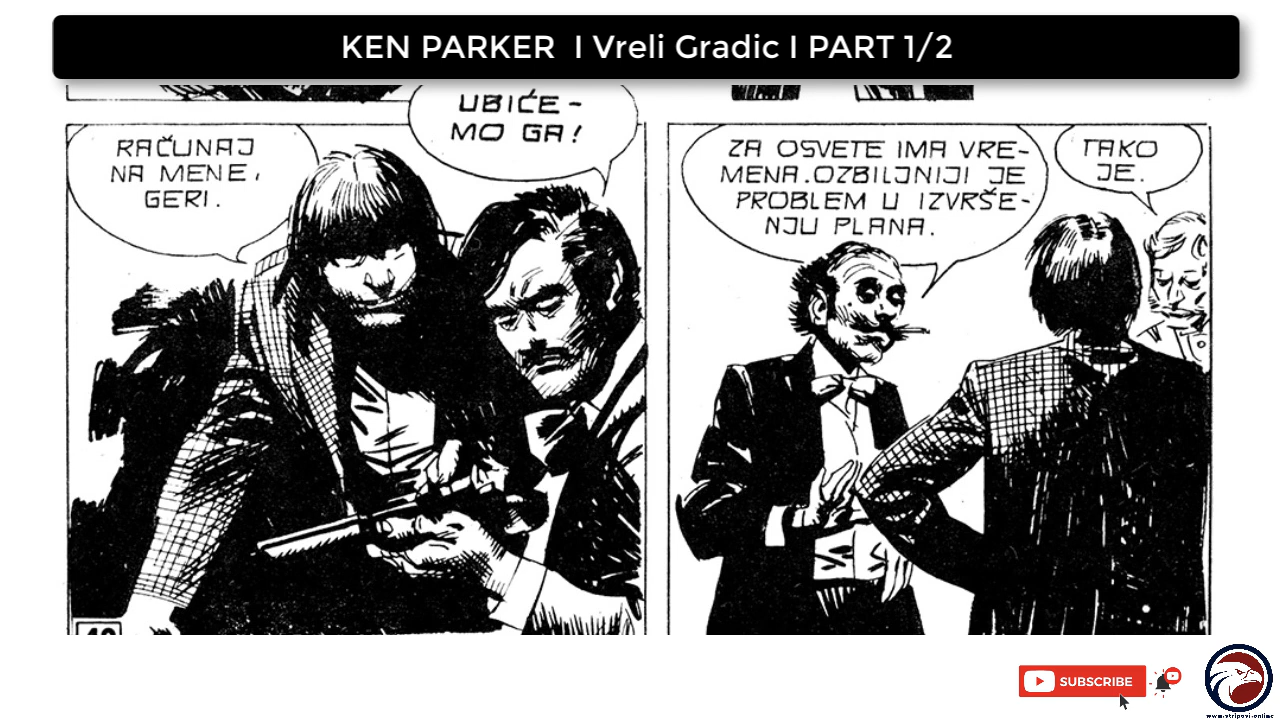 KEN PARKER I Vreli Gradic I PART 1/2
UBIĆE-
MO GA!
RAČUNAJ
NA MENE,
GERI.
ZA OSVETE IMA VRE-
MENA. OZBILJNIJI JE
PROBLEM U IZVRŠE-
NJU PLANA.
TAKO
JE.
SUBSCRIBE